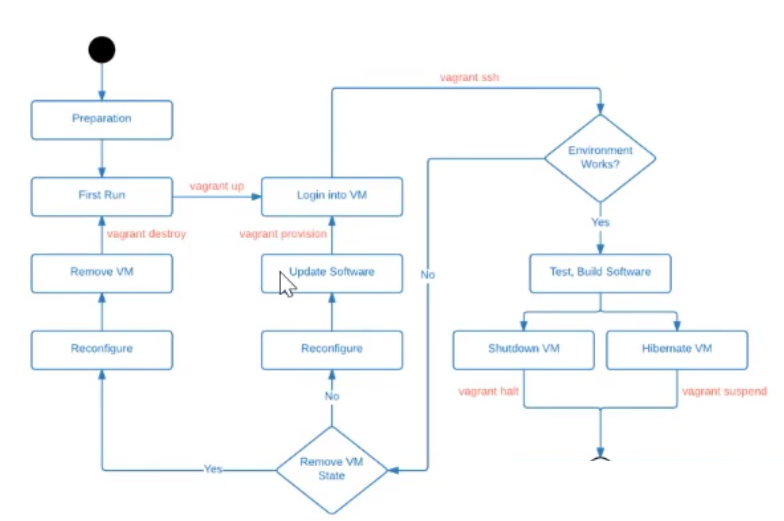 vagrant ssh
Preparation
Environment
Works?
First Run
vagrant up
Login into VM
Yes
vagrant destroy
vagrant provision
Remove VM
Update Software
No
Test, Build Software
Reconfigure
Reconfigure
Shutdown VM
Hibernate VM
No
vagrant halt
vagrant suspend
Remove VM
State
Yes